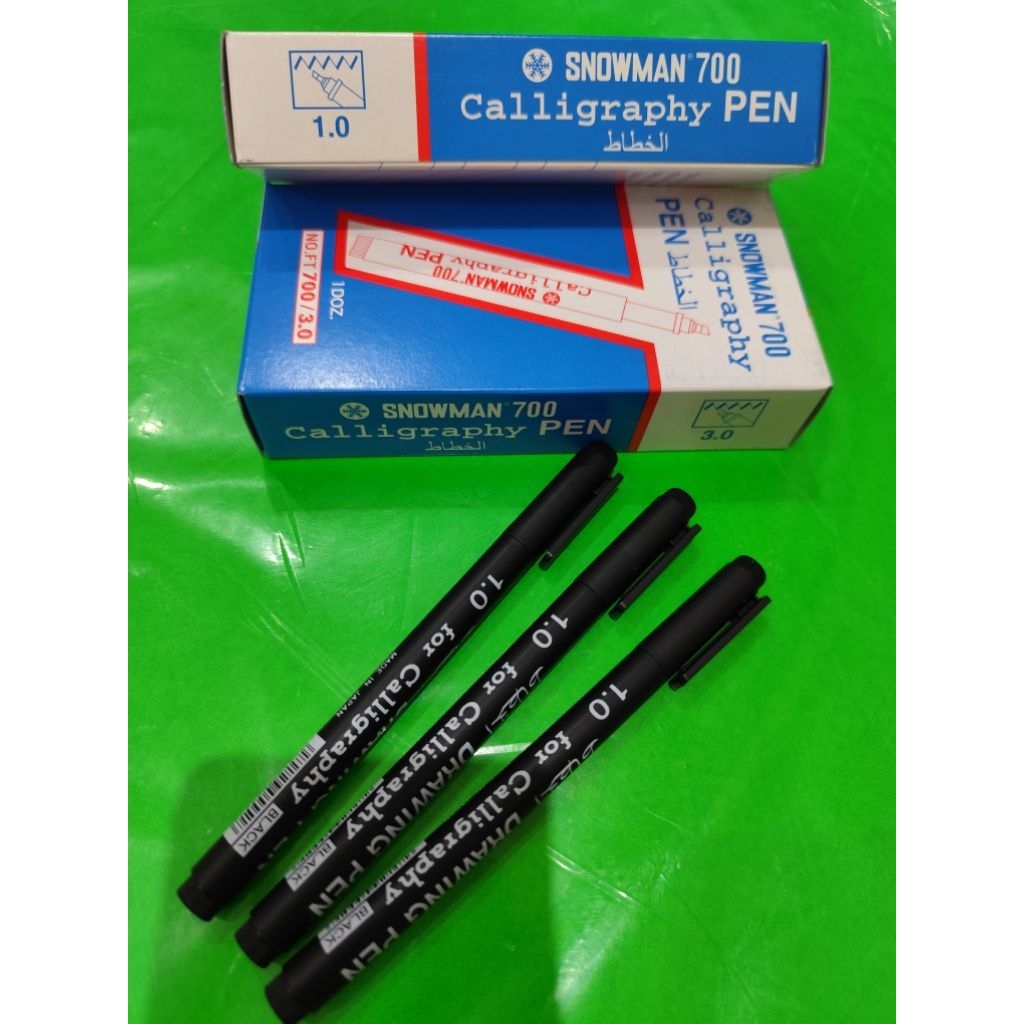 SNOWMAN® 700
Calligraphy PEN
الخطاط
1.0
SNOWMAN® 700
Calligraphy
PEN الخطاط
SNOWMAN® 700
Calligraphy PEN
1 DOZ.
NO.FT 700 / 3.0
SNOWMAN® 700
Calligraphy PEN
الخطاط
3.0
1.0
for Calligraphy
MADE IN JAPAN
BLACK
1.0
for Calligraphy
DRAWING PEN
BLACK
1.0
for Calligraphy
DRAWING PEN
BLACK